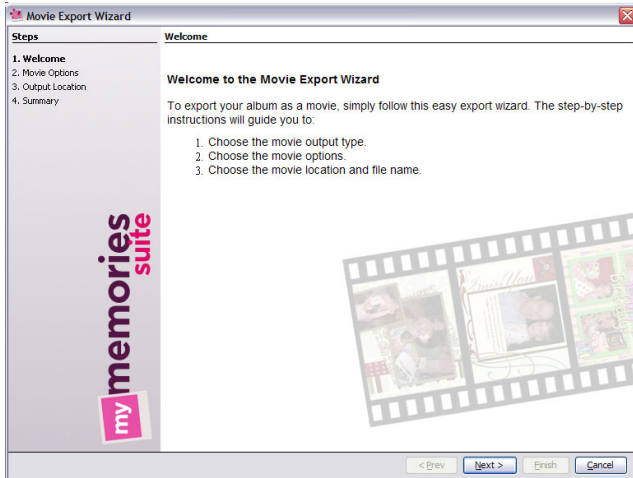 Movie Export Wizard
Steps
Welcome
1. Welcome
2. Movie Options
3. Output Location
4. Summary
Welcome to the Movie Export Wizard
To export your album as a movie, simply follow this easy export wizard. The step-by-step
instructions will guide you to:
1. Choose the movie output type.
2. Choose the movie options.
3. Choose the movie location and file name.
my memories
suite
I miss You
< Prev
Next >
Finish
Cancel